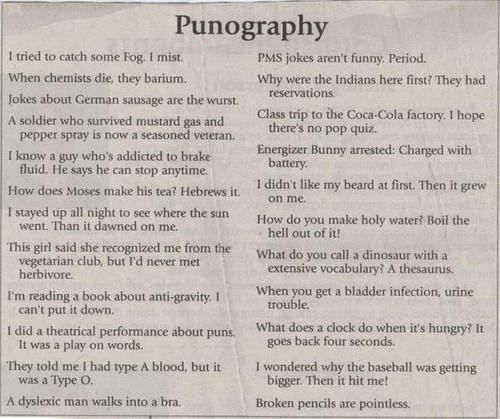 Punography
I tried to catch some Fog. I mist.
When chemists die, they barium.
Jokes about German sausage are the wurst.
A soldier who survived mustard gas and
pepper spray is now a seasoned veteran.
I know a guy who's addicted to brake
fluid. He says he can stop anytime.
How does Moses make his tea? Hebrews it.
I stayed up all night to see where the sun
went. Than it dawned on me.
This girl said she recognized me from the
vegetarian club, but I'd never met
herbivore.
I'm reading a book about anti-gravity. I
can't put it down.
I did a theatrical performance about puns.
It was a play on words.
They told me I had type A blood, but it
was a Type O.
A dyslexic man walks into a bra.
PMS jokes aren't funny. Period.
Why were the Indians here first? They had
reservations.
Class trip to the Coca-Cola factory. I hope
there's no pop quiz.
Energizer Bunny arrested: Charged with
battery.
I didn't like my beard at first. Then it grew
on me.
How do you make holy water? Boil the
hell out of it!
What do you call a dinosaur with a
extensive vocabulary? A thesaurus.
When you get a bladder infection, urine
trouble.
What does a clock do when it's hungry? It
goes back four seconds.
I wondered why the baseball was getting
bigger. Then it hit me!
Broken pencils are pointless.